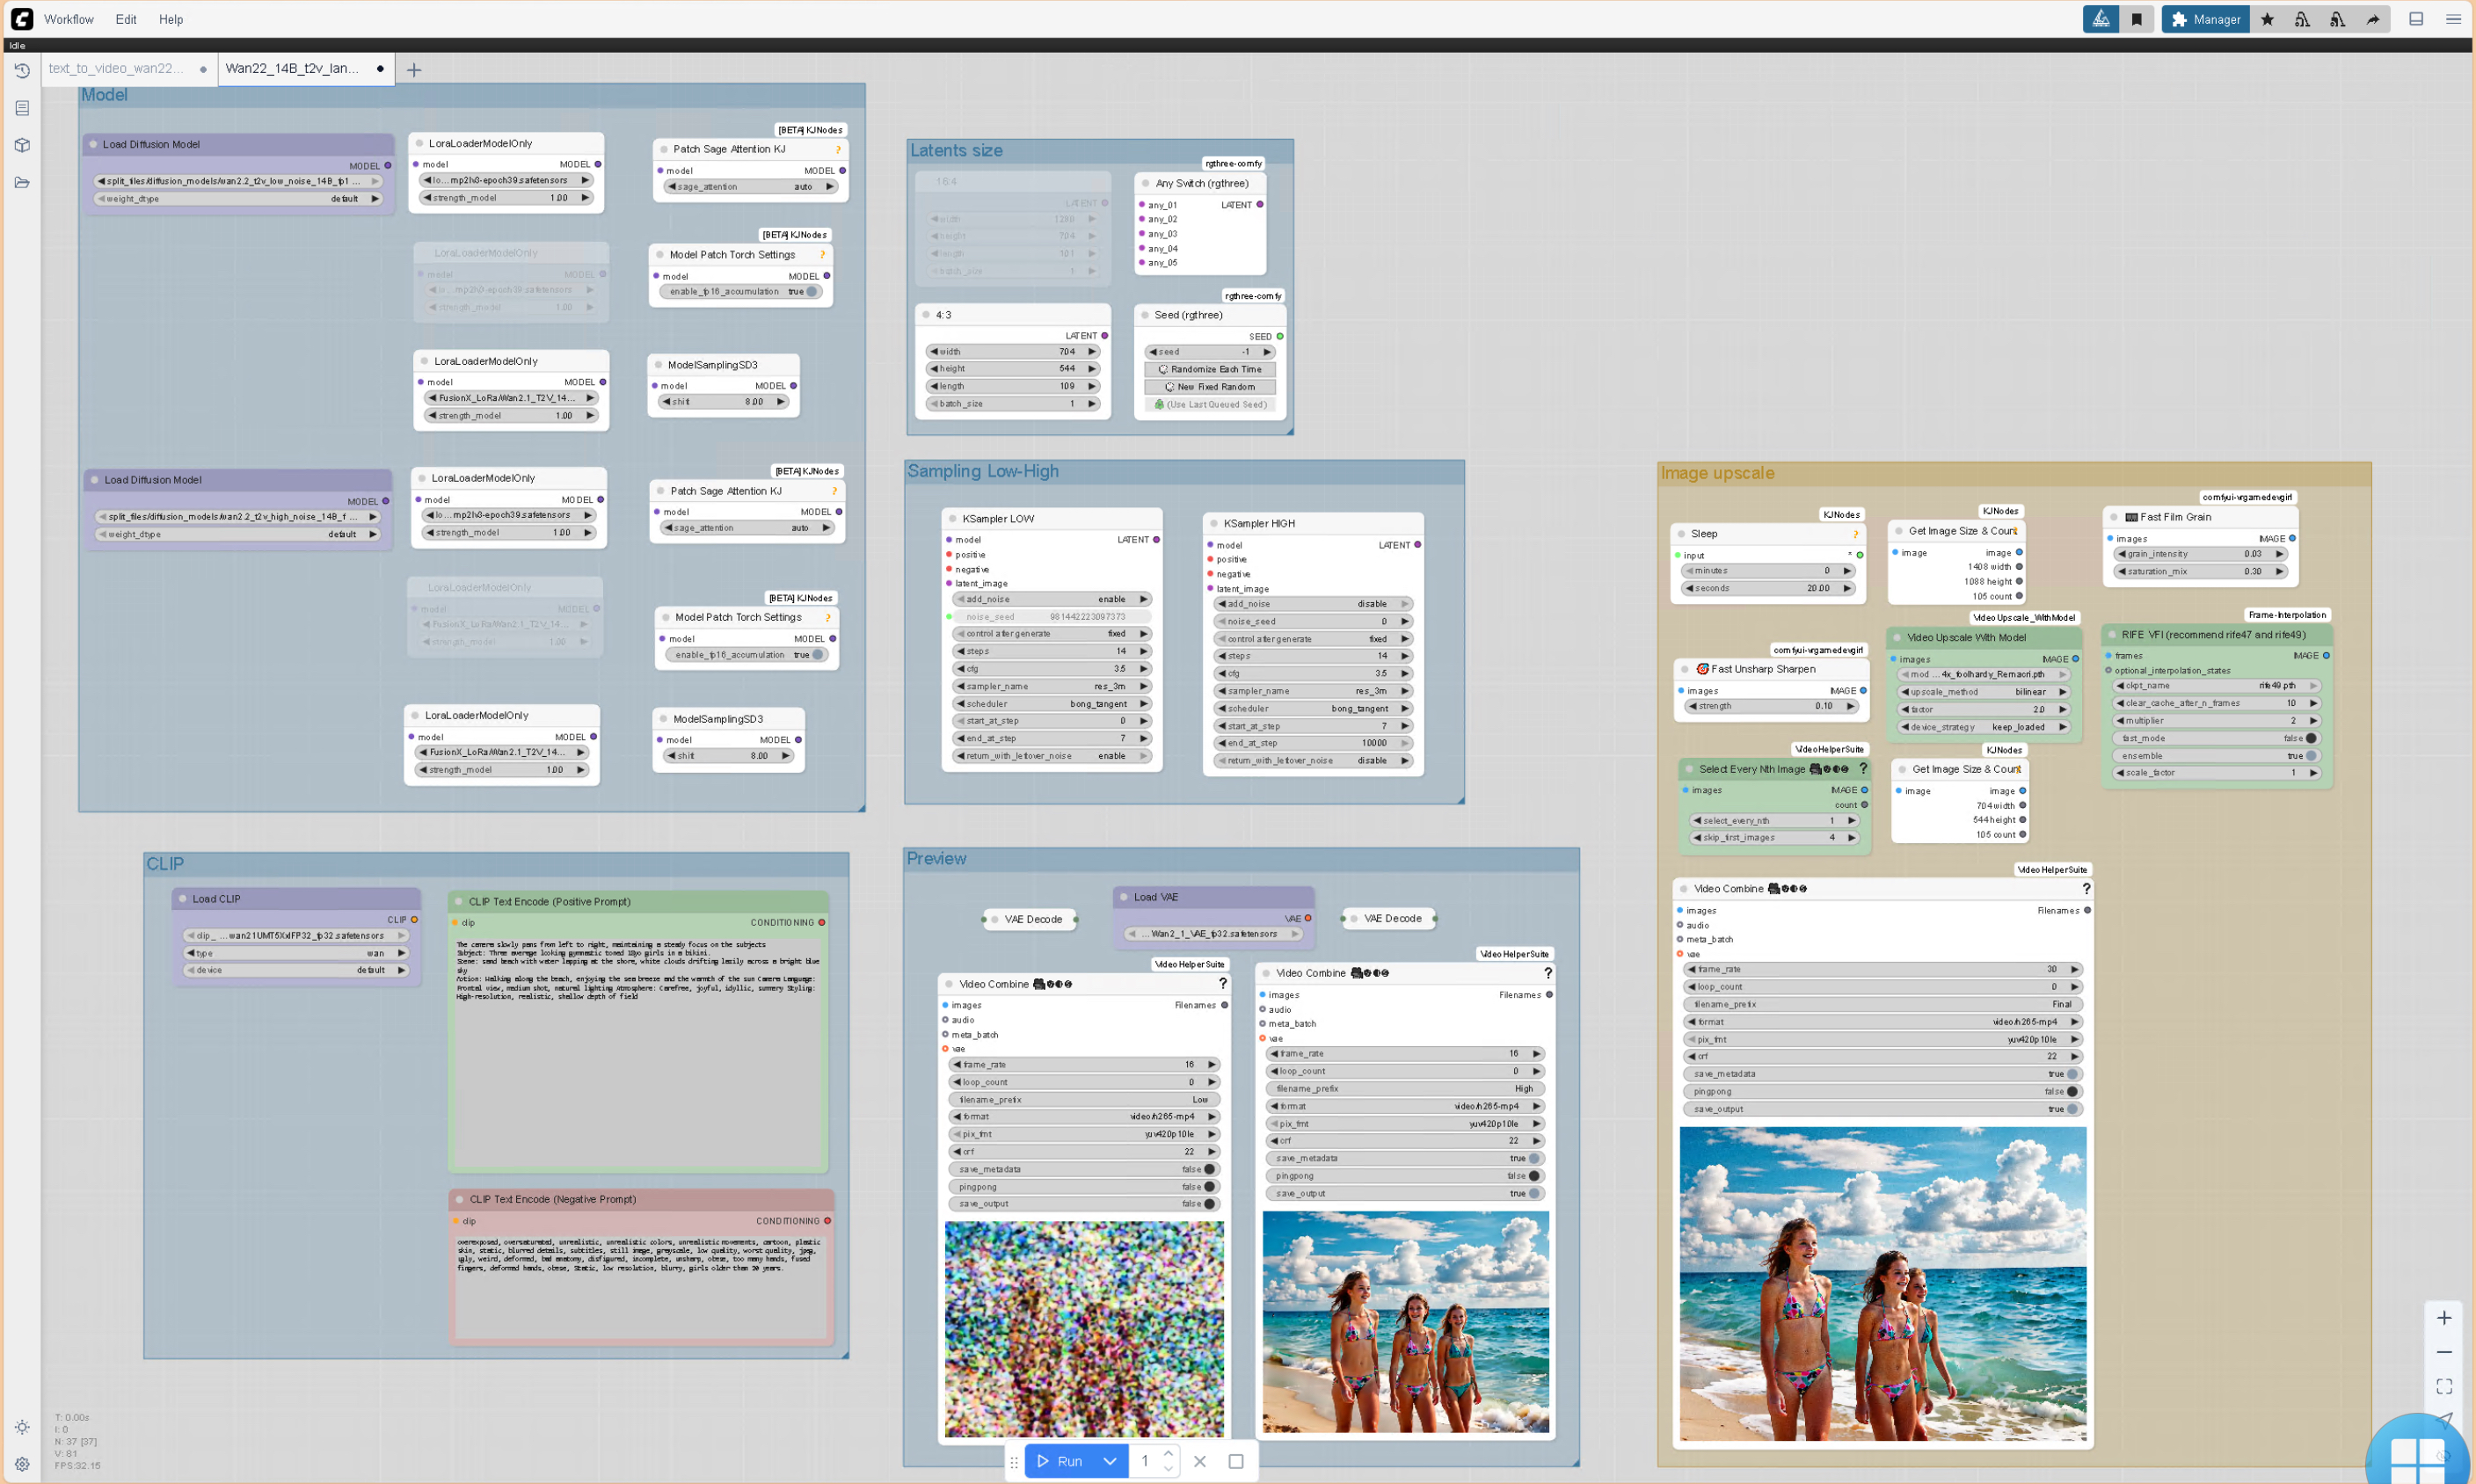 Workflow Edit Help
Manager
Idle
text_to_video_wan22...
Wan22_14B_t2v_lan...
Model
Load Diffusion Model
MODEL
split_files/diffusion_models/wan2.2_t2v_low_noise_14B_fp1 ...
weight_dtype default
LoraLoaderModelOnly
model MODEL
lo... mp2lv3-epoch39.safetensors
strength_model 1.00
[BETA] KJNodes
Patch Sage Attention KJ ?
model MODEL
sage_attention auto
LoraLoaderModelOnly
model MODEL
strength_model 1.00
[BETA] KJNodes
Model Patch Torch Settings ?
model MODEL
enable_fp16_accumulation true
LoraLoaderModelOnly
model MODEL
FusionX_LoRa/Wan2.1_T2V_14...
strength_model 1.00
ModelSamplingSD3
model MODEL
shift 8.00
Load Diffusion Model
MODEL
split_files/diffusion_models/wan2.2_t2v_high_noise_14B_f ...
weight_dtype default
LoraLoaderModelOnly
model MODEL
lo... mp2lv3-epoch39.safetensors
strength_model 1.00
[BETA] KJNodes
Patch Sage Attention KJ ?
model MODEL
sage_attention auto
LoraLoaderModelOnly
model MODEL
FusionX_LoRa/Wan2.1_T2V_14...
strength_model 1.00
[BETA] KJNodes
Model Patch Torch Settings ?
model MODEL
enable_fp16_accumulation true
LoraLoaderModelOnly
model MODEL
FusionX_LoRa/Wan2.1_T2V_14...
strength_model 1.00
ModelSamplingSD3
model MODEL
shift 8.00
Latents size
LATENT
width 1280
height 704
length 101
batch_size 1
rgthree-comfy
Any Switch (rgthree)
any_01 LATENT
any_02
any_03
any_04
any_05
4:3
LATENT
width 704
height 544
length 109
batch_size 1
rgthree-comfy
Seed (rgthree)
SEED
seed -1
Randomize Each Time
New Fixed Random
(Use Last Queued Seed)
Sampling Low-High
KSampler LOW
model LATENT
positive
negative
latent_image
add_noise enable
noise_seed 981442223097373
control after generate fixed
steps 14
cfg 3.5
sampler_name res_3m
scheduler bong_tangent
start_at_step 0
end_at_step 7
return_with_leftover_noise enable
KSampler HIGH
model LATENT
positive
negative
latent_image
add_noise disable
noise_seed 0
control after generate fixed
steps 14
cfg 3.5
sampler_name res_3m
scheduler bong_tangent
start_at_step 7
end_at_step 10000
return_with_leftover_noise disable
CLIP
Load CLIP
CLIP
clip_ ...wan21UMT5XxlFP32_fp32.safetensors
type wan
device default
CLIP Text Encode (Positive Prompt)
clip CONDITIONING
The camera slowly pans from left to right, maintaining a steady focus on the subjects
Subject: Three average looking gymnastic toned girls in a bikini.
Scene: sand beach with water lapping at the shore, white clouds drifting lazily across a bright blue
sky
Action: Walking along the beach, enjoying the sea breeze and the warmth of the sun Camera Language:
Frontal view, medium shot, natural lighting Atmosphere: Carefree, joyful, idyllic, summery Styling:
High-resolution, realistic, shallow depth of field
CLIP Text Encode (Negative Prompt)
clip CONDITIONING
overexposed, oversaturated, unrealistic, unrealistic colors, unrealistic movements, cartoon, plastic
skin, static, blurred details, subtitles, still image, greyscale, low quality, worst quality, jpg,
ugly, weird, deformed, bad anatomy, disfigured, incomplete, unsharp, obese, too many hands, fused
fingers, deformed hands, obese, Static, low resolution, blurry, girls older than years.
Preview
VAE Decode
Load VAE
VAE
...Wan2_1_VAE_fp32.safetensors
VAE Decode
VideoHelperSuite
Video Combine ?
images Filenames
audio
meta_batch
vae
frame_rate 16
loop_count 0
filename_prefix Low
format video/h265-mp4
pix_fmt yuv420p10le
crf 22
save_metadata false
pingpong false
save_output false
VideoHelperSuite
Video Combine ?
images Filenames
audio
meta_batch
vae
frame_rate 16
loop_count 0
filename_prefix High
format video/h265-mp4
pix_fmt yuv420p10le
crf 22
save_metadata true
pingpong false
save_output true
Image upscale
KJNodes
Sleep ?
input *
minutes 0
seconds 20.00
KJNodes
Get Image Size & Count
image image
1408 width
1088 height
105 count
comfyui-vrgamedevgirl
Fast Film Grain
images IMAGE
grain_intensity 0.03
saturation_mix 0.30
comfyui-vrgamedevgirl
Fast Unsharp Sharpen
images IMAGE
strength 0.10
Video Upscale_WithModel
Video Upscale With Model
images IMAGE
mod ...4x_foolhardy_Remacri.pth
upscale_method bilinear
factor 2.0
device_strategy keep_loaded
Frame-Interpolation
RIFE VFI (recommend rife47 and rife49)
frames IMAGE
optional_interpolation_states
ckpt_name rife49.pth
clear_cache_after_n_frames 10
multiplier 2
fast_mode false
ensemble true
scale_factor 1
VideoHelperSuite
Select Every Nth Image ?
images IMAGE
count
select_every_nth 1
skip_first_images 4
KJNodes
Get Image Size & Count
image image
704 width
544 height
105 count
VideoHelperSuite
Video Combine ?
images Filenames
audio
meta_batch
vae
frame_rate 30
loop_count 0
filename_prefix Final
format video/h265-mp4
pix_fmt yuv420p10le
crf 22
save_metadata true
pingpong false
save_output true
T: 0.00s
I: 0
N: 37 [37]
V: 81
FPS:32.15
Run 1